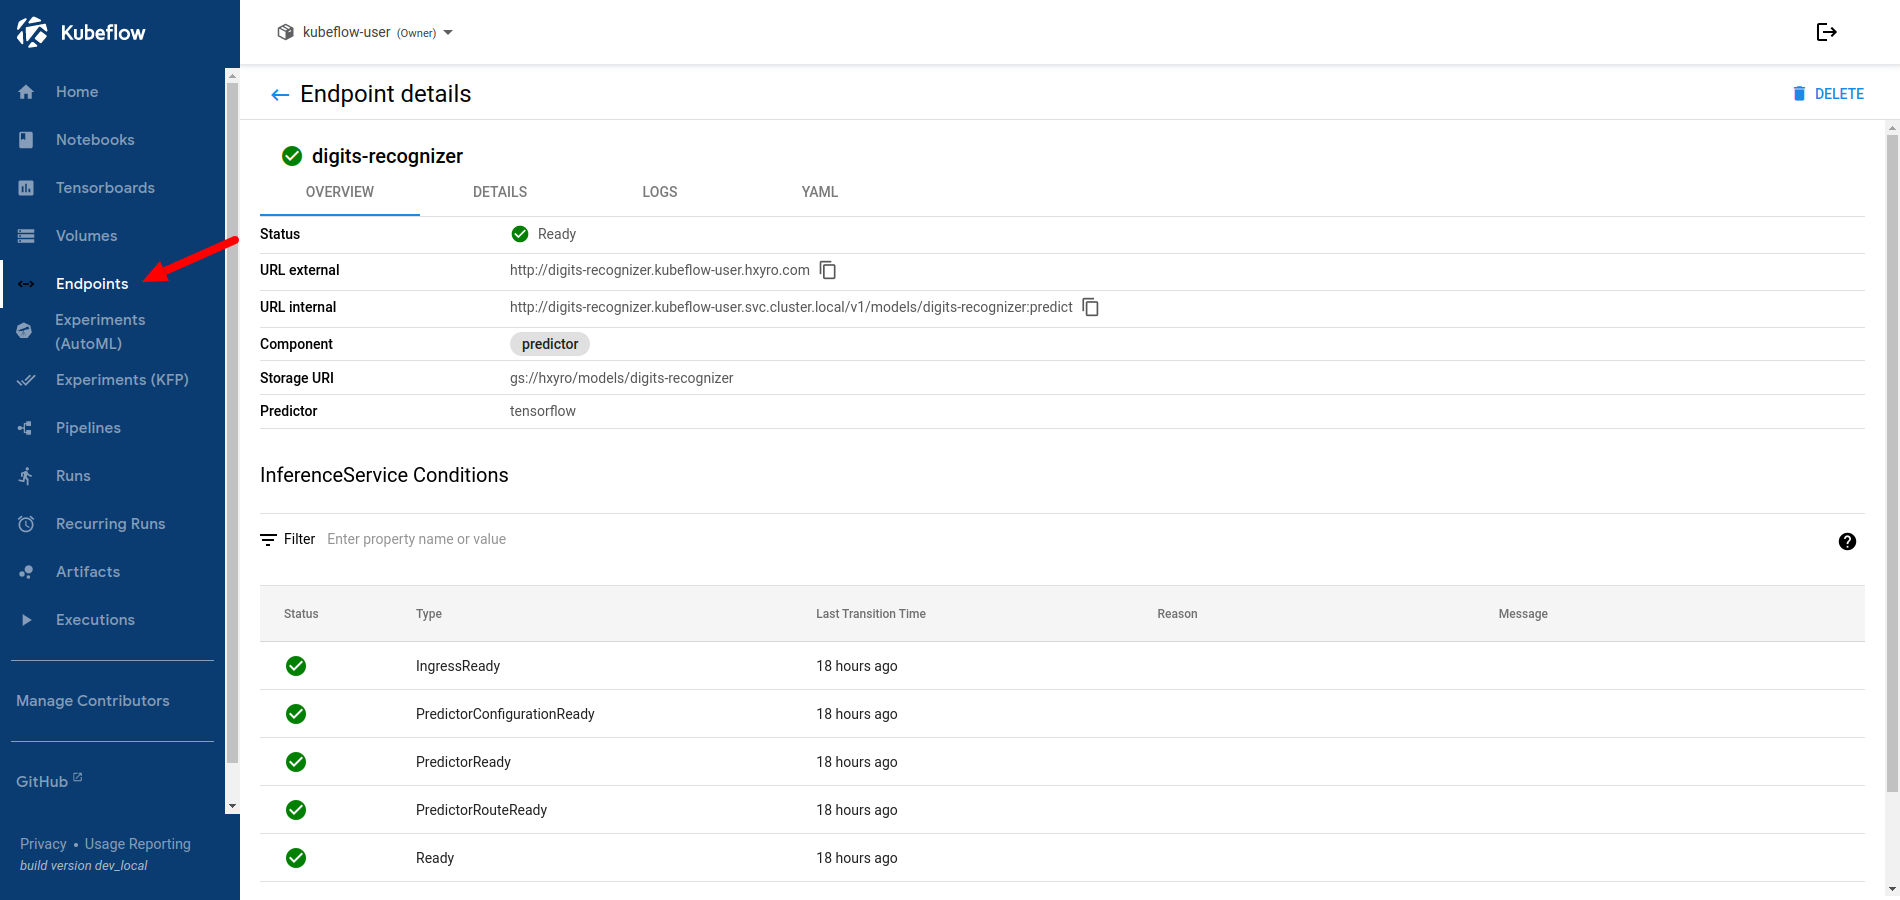 Kubeflow
kubeflow-user (Owner)
Home
Notebooks
Tensorboards
Volumes
Endpoints
Experiments
(AutoML)
Experiments (KFP)
Pipelines
Runs
Recurring Runs
Artifacts
Executions
Manage Contributors
GitHub
Privacy • Usage Reporting
build version dev_local
Endpoint details
DELETE
digits-recognizer
OVERVIEW DETAILS LOGS YAML
Status Ready
URL external http://digits-recognizer.kubeflow-user.hxyro.com
URL internal http://digits-recognizer.kubeflow-user.svc.cluster.local/v1/models/digits-recognizer:predict
Component predictor
Storage URI gs://hxyro/models/digits-recognizer
Predictor tensorflow
InferenceService Conditions
Filter Enter property name or value
?
Status Type Last Transition Time Reason Message
IngressReady 18 hours ago
PredictorConfigurationReady 18 hours ago
PredictorReady 18 hours ago
PredictorRouteReady 18 hours ago
Ready 18 hours ago